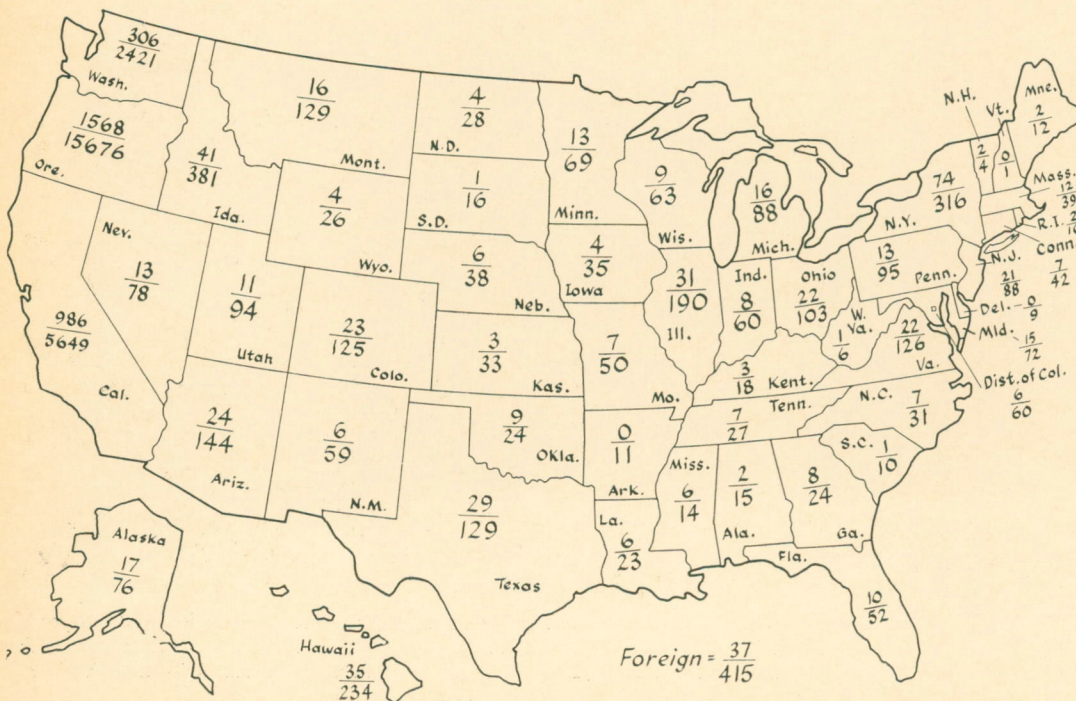 306
2421
Wash.
1568
15676
Ore.
41
381
Ida.
16
129
Mont.
4
28
N.D.
1
16
S.D.
4
26
Wyo.
Nev.
13
78
986
5649
Cal.
11
94
Utah
23
125
Colo.
6
38
Neb.
3
33
Kas.
24
144
Ariz.
6
59
N.M.
9
24
Okla.
29
129
Texas
13
69
Minn.
4
35
Iowa
7
50
Mo.
0
11
Ark.
La.
6
23
9
63
Wis.
31
190
Ill.
16
88
Mich.
Ind.
8
60
Ohio
22
103
3
18
Kent.
7
27
Tenn.
Miss.
6
14
2
15
Ala.
8
24
Ga.
Fla.
10
52
S.C.
1
10
N.C.
7
31
W.
Va.
1
6
22
126
Va.
13
95
Penn.
74
316
N.Y.
N.H.
2
4
Vt.
0
1
Mne.
2
12
Mass.
12
39
R.I.
Conn.
7
42
N.J.
21
88
Del.
0
9
Mld.
15
72
Dist. of Col.
6
60
Alaska
17
76
Hawaii
35
234
Foreign = 37
415